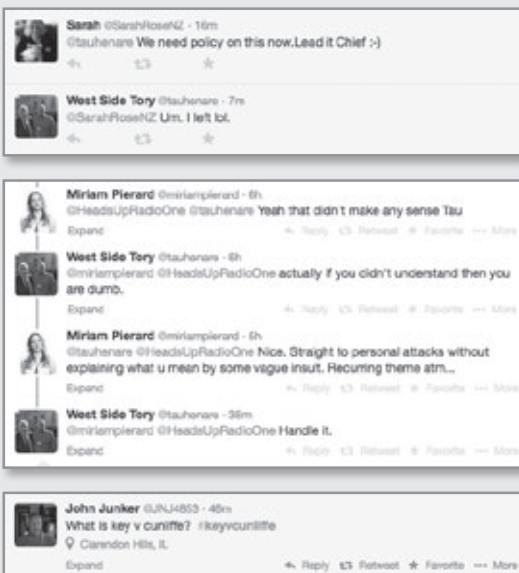 Sarah @SarahRoseNZ - 16m
@tauhenare We need policy on this now.Lead it Chief :-)
West Side Tory @tauhenare - 7m
@SarahRoseNZ Um. I left lol.
Miriam Pierard @miriampierard - 6h
@HeadsUpRadioOne @tauhenare Yeah that didn't make any sense Tau
Expand Reply Retweet Favorite More
West Side Tory @tauhenare - 6h
@miriampierard @HeadsUpRadioOne actually if you didn't understand then you
are dumb.
Expand Reply Retweet Favorite More
Miriam Pierard @miriampierard - 5h
@tauhenare @HeadsUpRadioOne Nice. Straight to personal attacks without
explaining what u mean by some vague insult. Recurring theme atm...
Expand Reply Retweet Favorite More
West Side Tory @tauhenare - 36m
@miriampierard @HeadsUpRadioOne Handle it.
Expand Reply Retweet Favorite More
John Junker @JNJ4853 - 46m
What is key v cunliffe? #keyvcunliffe
Clarendon Hills, IL
Expand Reply Retweet Favorite More